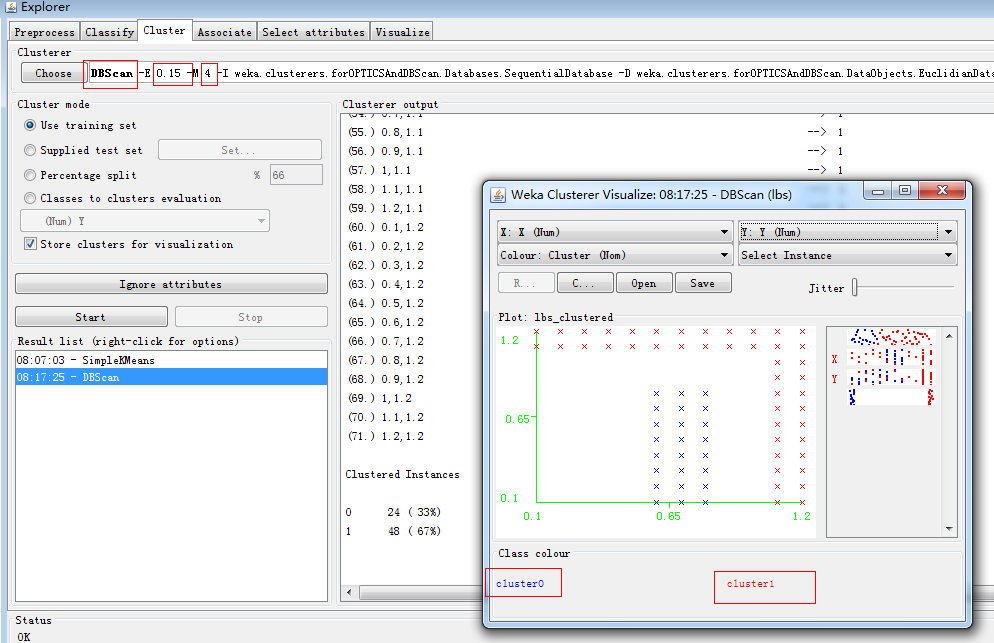 Explorer
Preprocess Classify Cluster Associate Select attributes Visualize
Clusterer
Choose DBScan -E 0.15 -M 4 -I weka.clusterers.forOPTICSAndDBScan.Databases.SequentialDatabase -D weka.clusterers.forOPTICSAndDBScan.DataObjects.EuclidianData
Cluster mode
Use training set
Supplied test set Set...
Percentage split % 66
Classes to clusters evaluation
(Num) Y
Store clusters for visualization
Ignore attributes
Start Stop
Result list (right-click for options)
08:07:03 - SimpleKMeans
08:17:25 - DBScan
Clusterer output
(55.) 0.8,1.1 --> 1
(56.) 0.9,1.1 --> 1
(57.) 1,1.1 --> 1
(58.) 1.1,1.1
(59.) 1.2,1.1
(60.) 0.1,1.2
(61.) 0.2,1.2
(62.) 0.3,1.2
(63.) 0.4,1.2
(64.) 0.5,1.2
(65.) 0.6,1.2
(66.) 0.7,1.2
(67.) 0.8,1.2
(68.) 0.9,1.2
(69.) 1,1.2
(70.) 1.1,1.2
(71.) 1.2,1.2
Clustered Instances
0 24 ( 33%)
1 48 ( 67%)
Weka Clusterer Visualize: 08:17:25 - DBScan (lbs)
X: X (Num) Y: Y (Num)
Colour: Cluster (Nom) Select Instance
R... C... Open Save Jitter
Plot: lbs_clustered
1.2
0.65
0.1
0.1 0.65 1.2
X
Y
Class colour
cluster0 cluster1
Status
OK